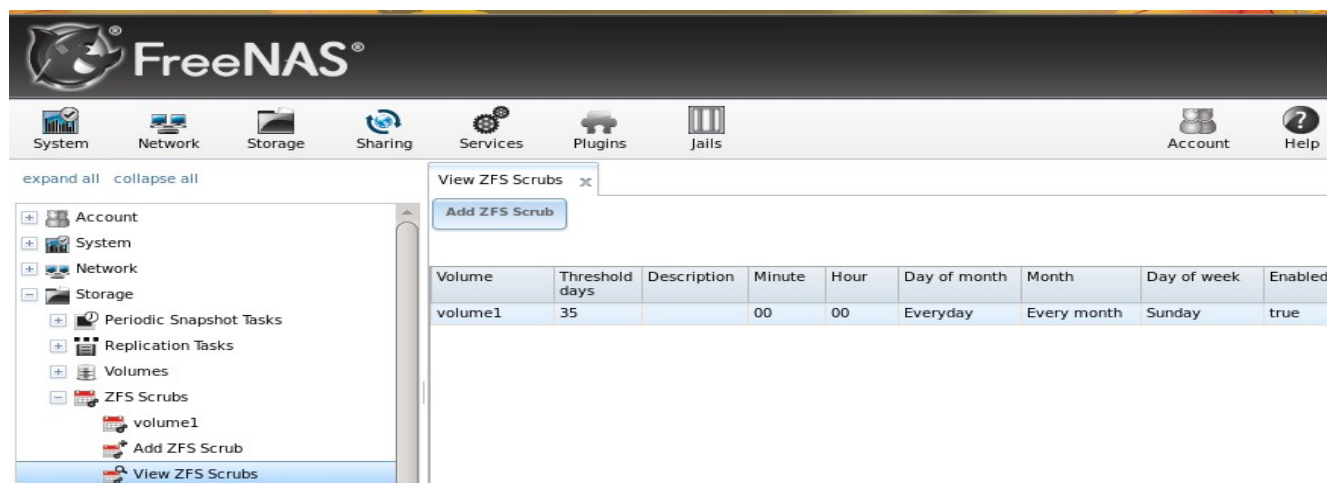 FreeNAS®
System Network Storage Sharing Services Plugins Jails Account Help
expand all collapse all
Account
System
Network
Storage
Periodic Snapshot Tasks
Replication Tasks
Volumes
ZFS Scrubs
volume1
Add ZFS Scrub
View ZFS Scrubs
View ZFS Scrubs x
Add ZFS Scrub
Volume Threshold days Description Minute Hour Day of month Month Day of week Enabled
volume1 35 00 00 Everyday Every month Sunday true